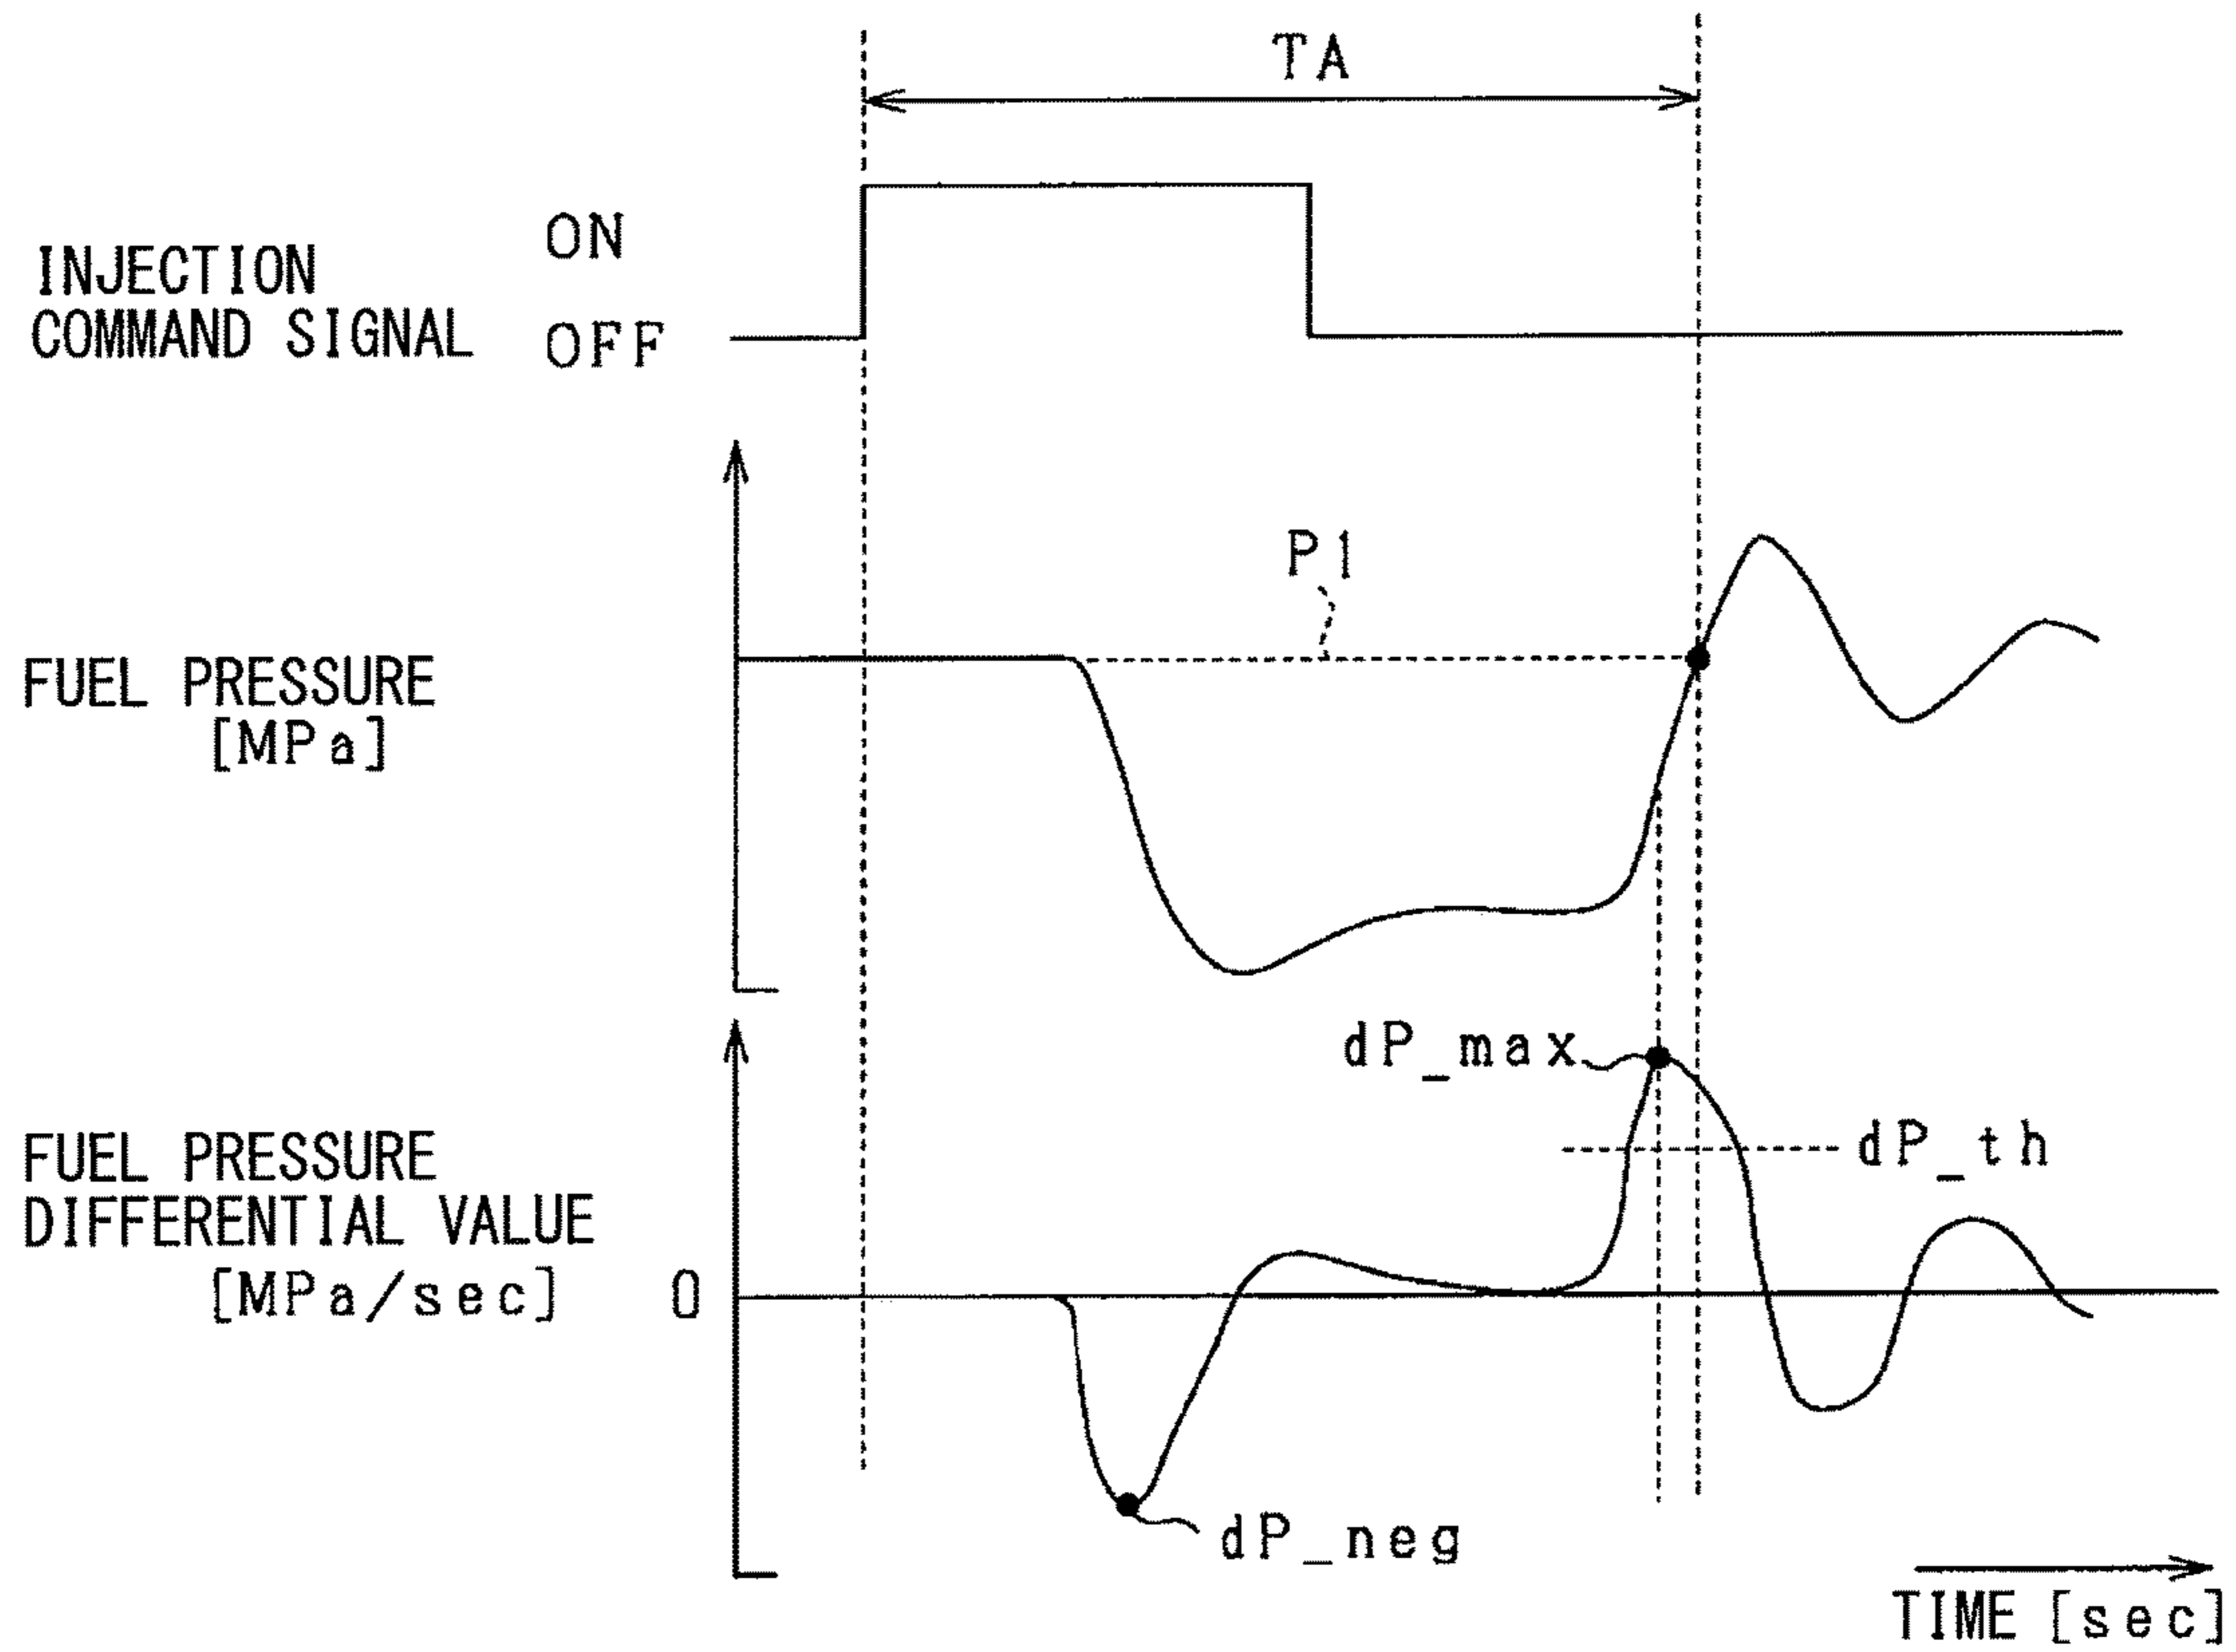 TA
ON
INJECTION
COMMAND SIGNAL
OFF
P1
FUEL PRESSURE
[MPa]
dP_max
dP_th
FUEL PRESSURE
DIFFERENTIAL VALUE
[MPa/sec]
0
dP_neg
TIME [sec]